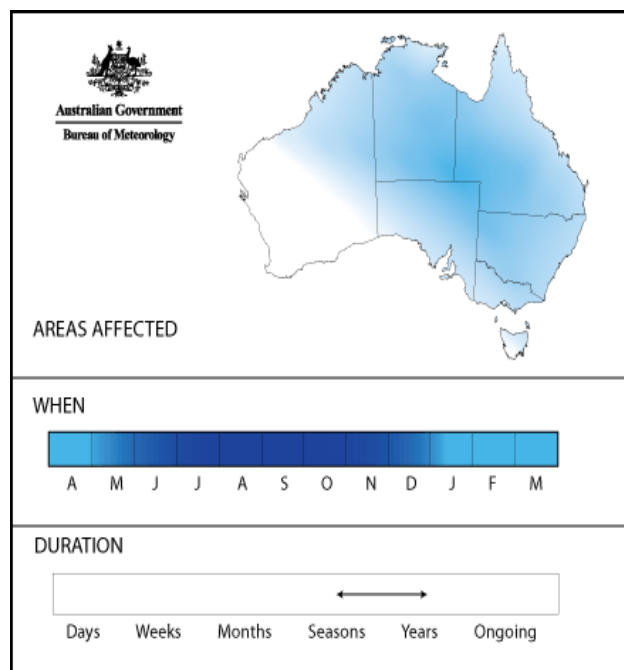 Australian Government
Bureau of Meteorology
AREAS AFFECTED
WHEN
A M J J A S O N D J F M
DURATION
Days Weeks Months Seasons Years Ongoing